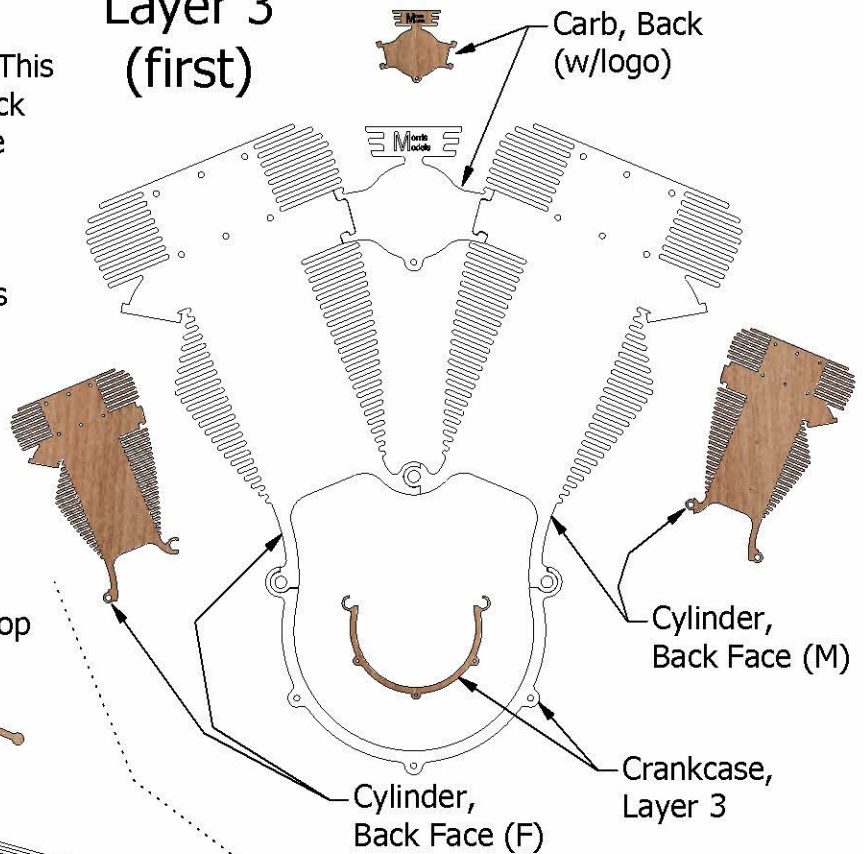 Layer 3
(first)
This
ck
e
s
op
Carb, Back
(w/logo)
Morris
Models
Cylinder,
Back Face (M)
Crankcase,
Layer 3
Cylinder,
Back Face (F)